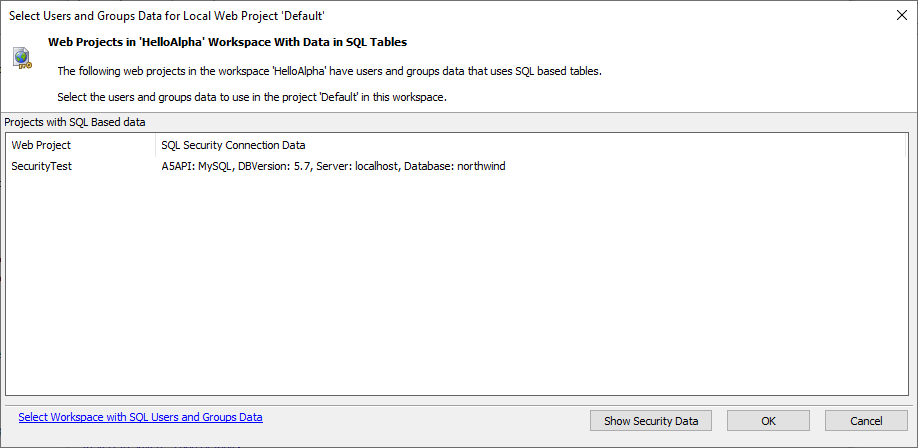 Select Users and Groups Data for Local Web Project 'Default'
Web Projects in 'HelloAlpha' Workspace With Data in SQL Tables
The following web projects in the workspace 'HelloAlpha' have users and groups data that uses SQL based tables.
Select the users and groups data to use in the project 'Default' in this workspace.
Projects with SQL Based data
Web Project SQL Security Connection Data
SecurityTest A5API: MySQL, DBVersion: 5.7, Server: localhost, Database: northwind
Select Workspace with SQL Users and Groups Data Show Security Data OK Cancel